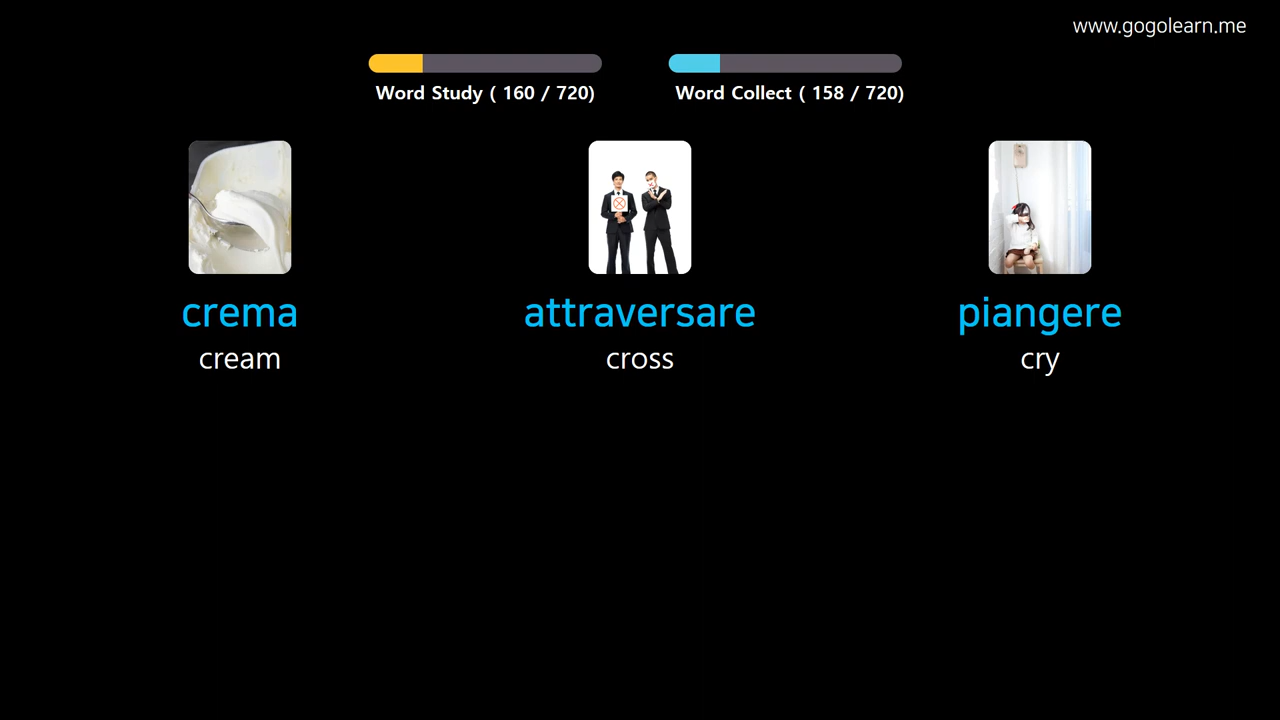 www.gogolearn.me
Word Study ( 160 / 720)
Word Collect ( 158 / 720)
crema
attraversare
piangere
cream
cross
cry